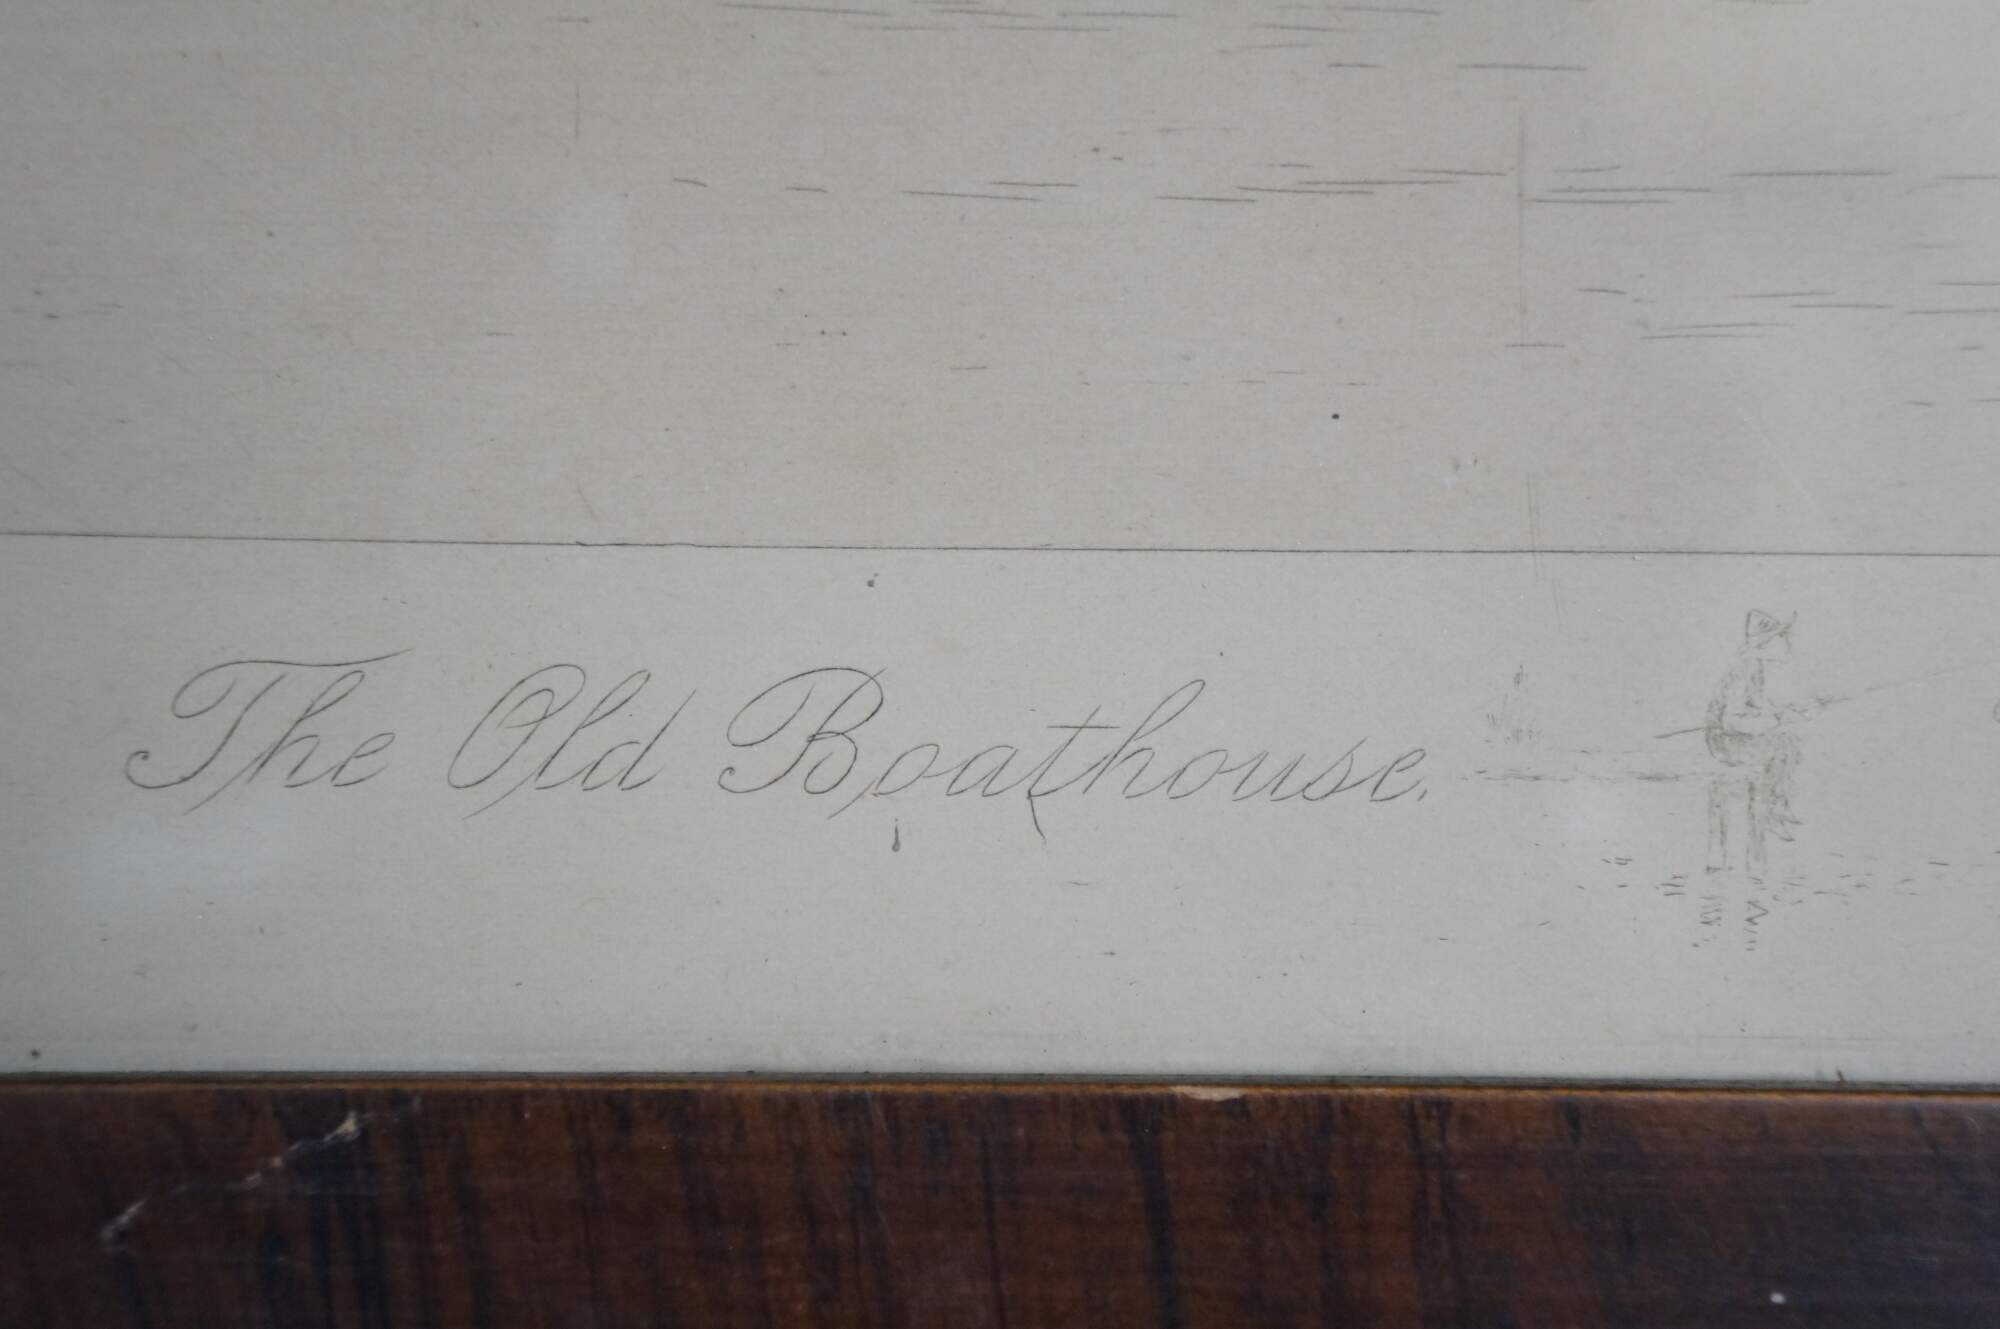 The Old Boathouse.